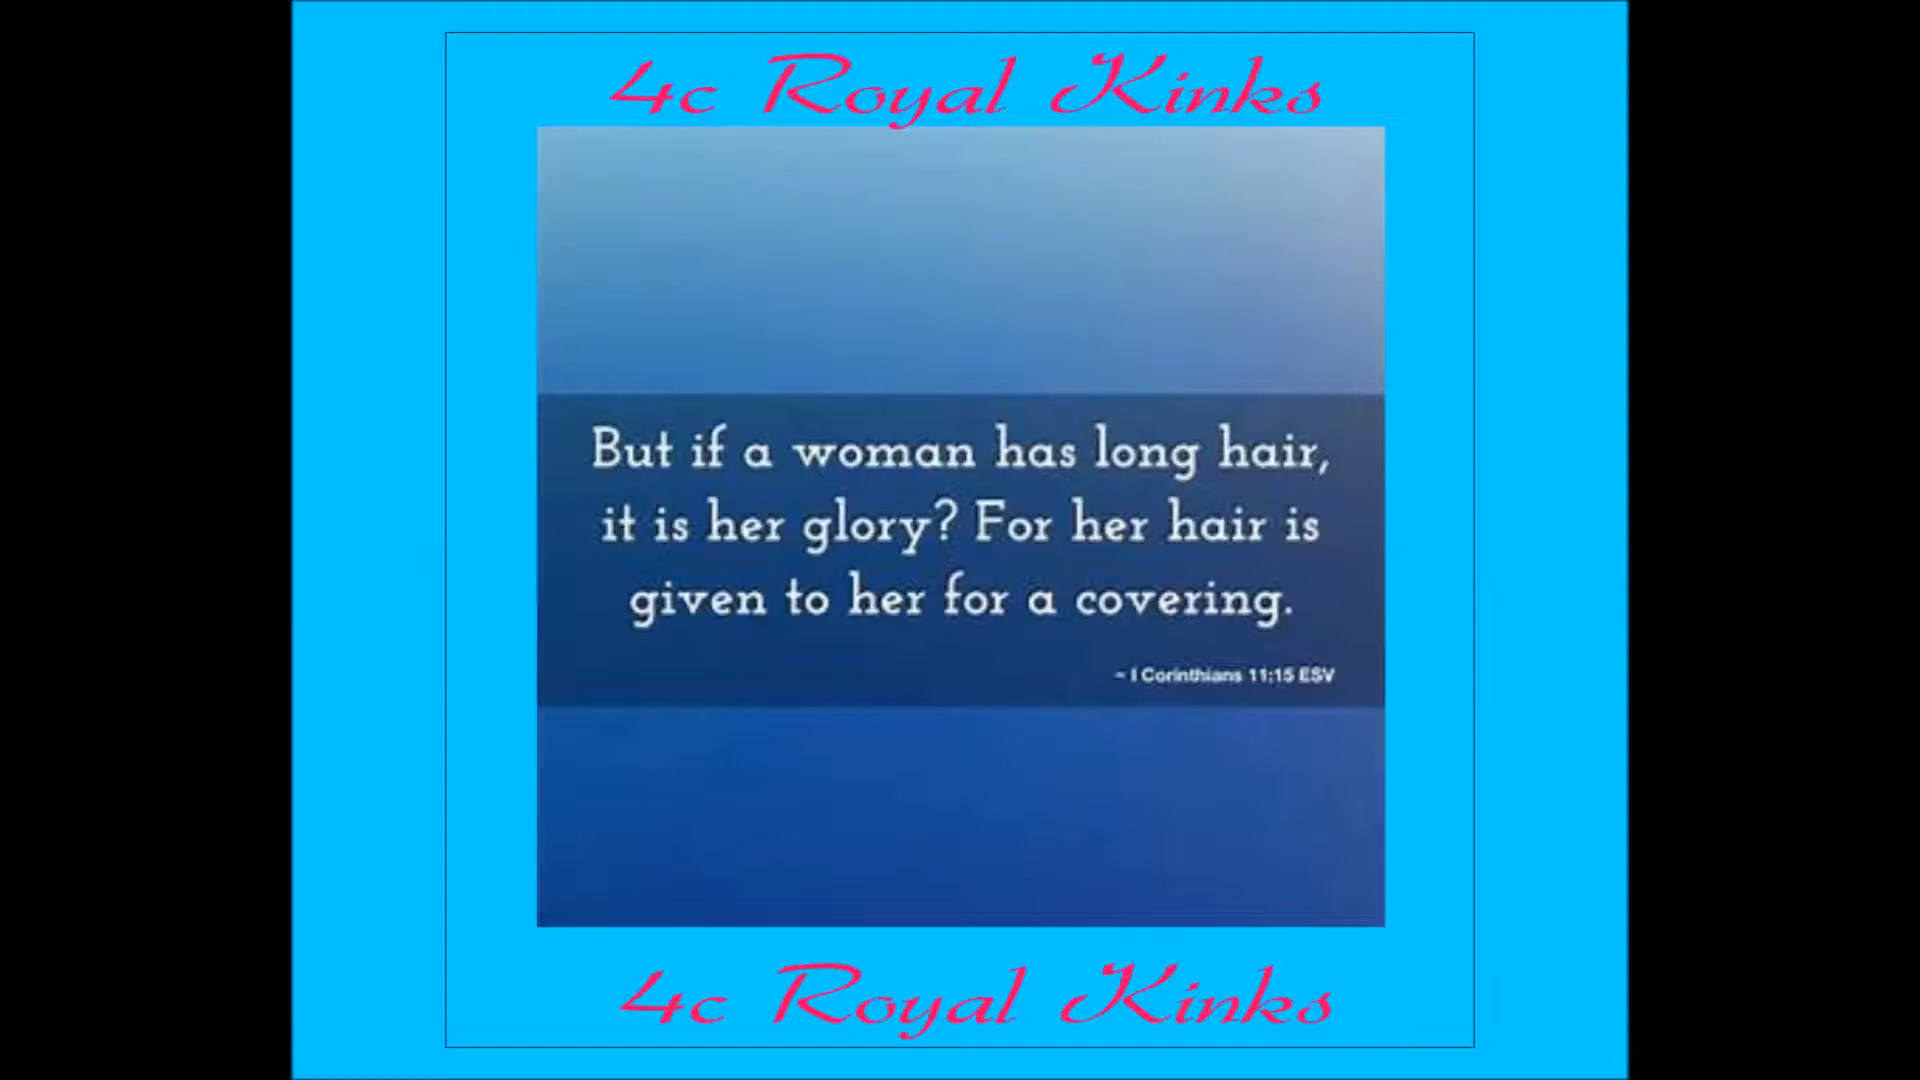 4c Royal Kinks
But if a woman has long hair,
it is her glory? For her hair is
given to her for a covering.
~ I Corinthians 11:15 ESV
4c Royal Kinks